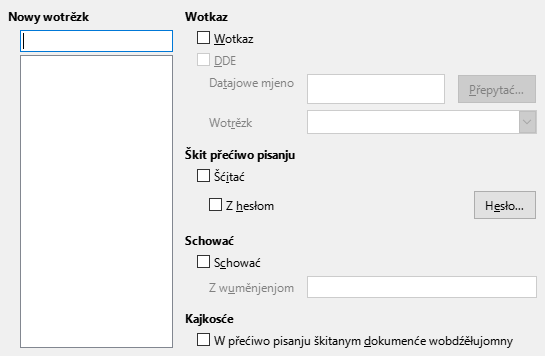 Nowy wotrězk
Wotkaz
Wotkaz
DDE
Datajowe mjeno
Přepytać...
Wotrězk
Škit přećiwo pisanju
Šćitać
Z hesłom
Hesło...
Schować
Schować
Z wuměnjenjom
Kajkosće
W přećiwo pisanju škitanym dokumenće wobdźěłujomny